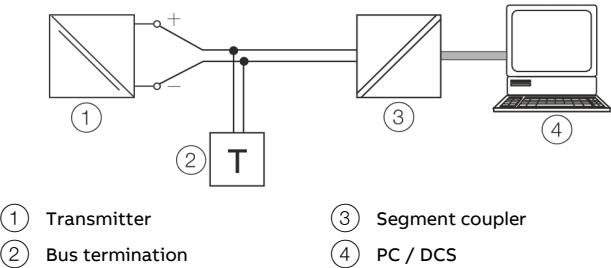 +
−
T
1
2
3
4
1 Transmitter
3 Segment coupler
2 Bus termination
4 PC / DCS